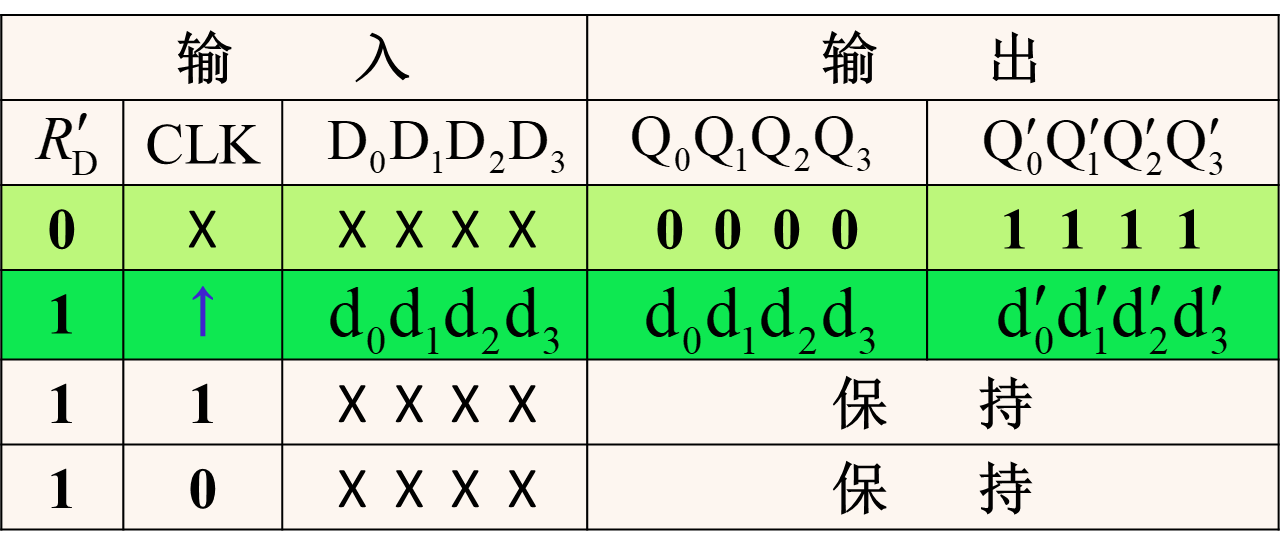 输 入 输 出
R′D CLK D0D1D2D3 Q0Q1Q2Q3 Q′0Q′1Q′2Q′3
0 X X X X X 0 0 0 0 1 1 1 1
1 ↑ d0d1d2d3 d0d1d2d3 d′0d′1d′2d′3
1 1 X X X X 保 持
1 0 X X X X 保 持